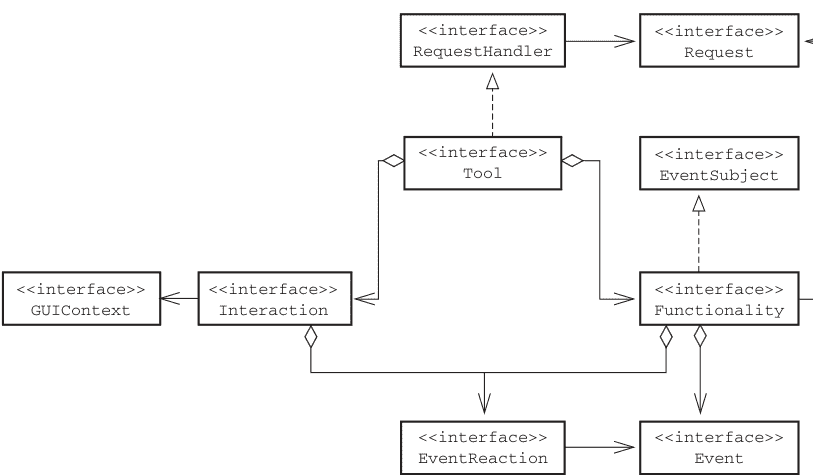 <<interface>>
RequestHandler
<<interface>>
Request
<<interface>>
Tool
<<interface>>
EventSubject
<<interface>>
GUIContext
<<interface>>
Interaction
<<interface>>
Functionality
<<interface>>
EventReaction
<<interface>>
Event